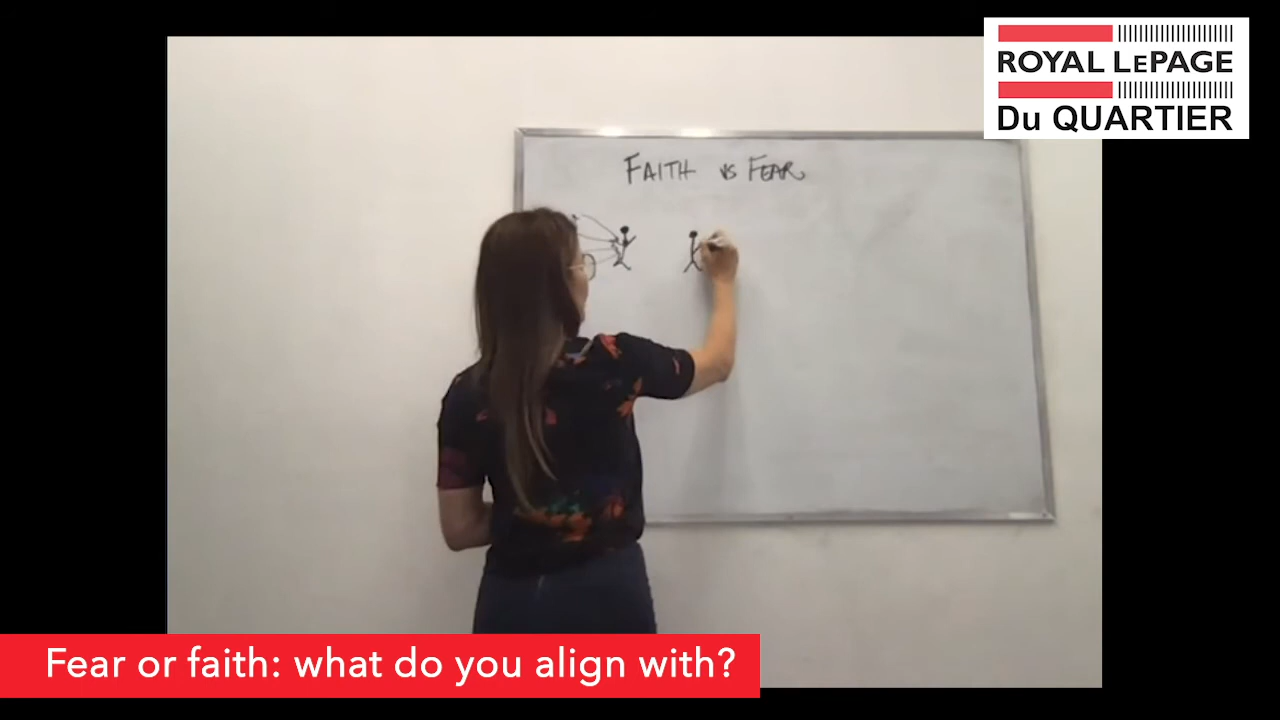 ROYAL LEPAGE
Du QUARTIER
FAITH vs FEAR
Fear or faith: what do you align with?